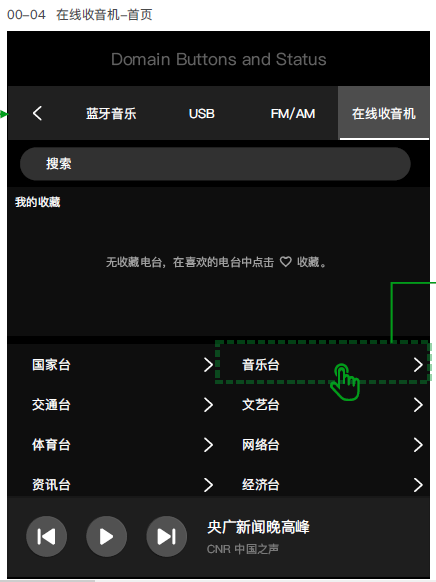 00-04 在线收音机-首页
Domain Buttons and Status
蓝牙音乐 USB FM/AM 在线收音机
搜索
我的收藏
无收藏电台，在喜欢的电台中点击 ♡ 收藏。
国家台 音乐台
交通台 文艺台
体育台 网络台
资讯台 经济台
央广新闻晚高峰
CNR 中国之声